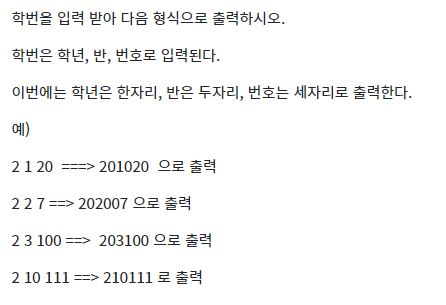 학번을 입력 받아 다음 형식으로 출력하시오.
학번은 학년, 반, 번호로 입력된다.
이번에는 학년은 한자리, 반은 두자리, 번호는 세자리로 출력한다.
예)
2 1 20  ===> 201020  으로 출력
2 2 7 ==> 202007 으로 출력
2 3 100 ==>  203100 으로 출력
2 10 111 ==> 210111 로 출력